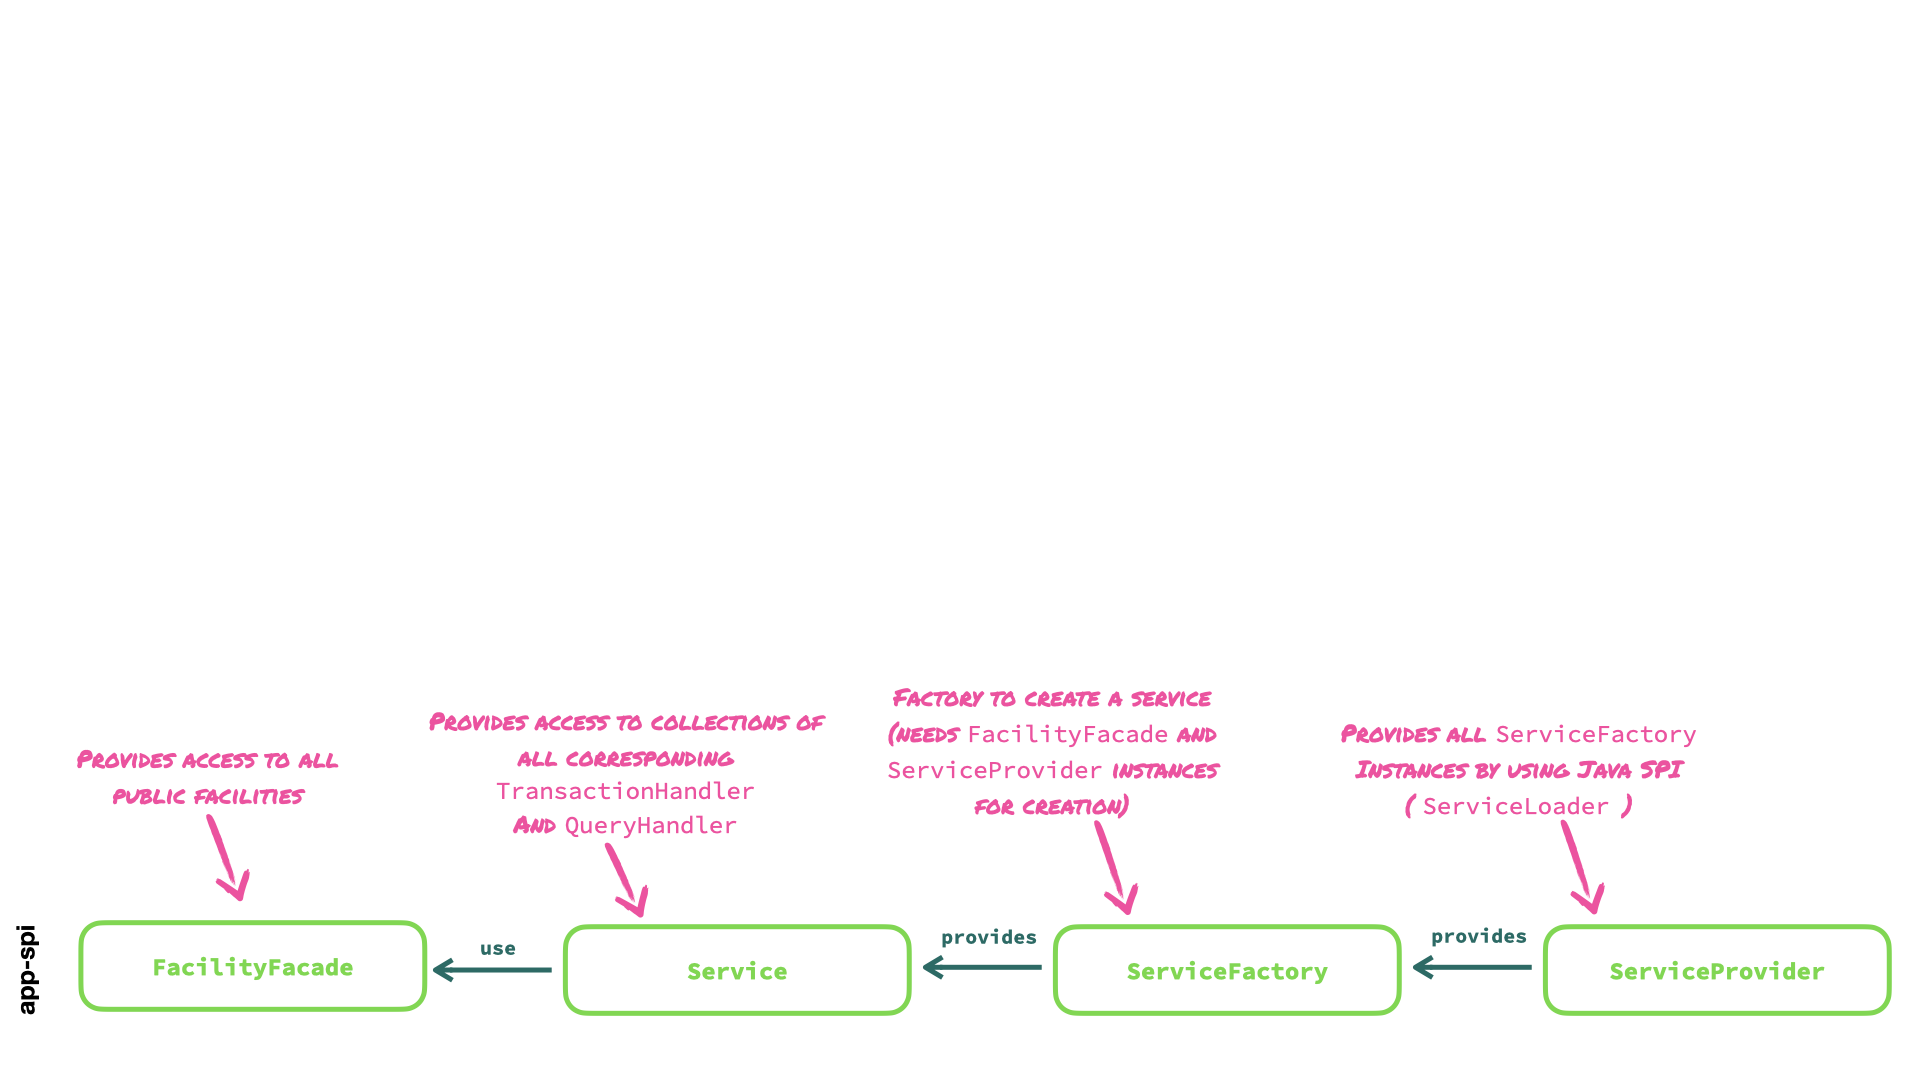 Provides access to all
public facilities
Provides access to collections of
all corresponding
TransactionHandler
And QueryHandler
Factory to create a service
(needs FacilityFacade and
ServiceProvider instances
for creation)
Provides all ServiceFactory
Instances by using Java SPI
( ServiceLoader )
app-spi
FacilityFacade
use
Service
provides
ServiceFactory
provides
ServiceProvider